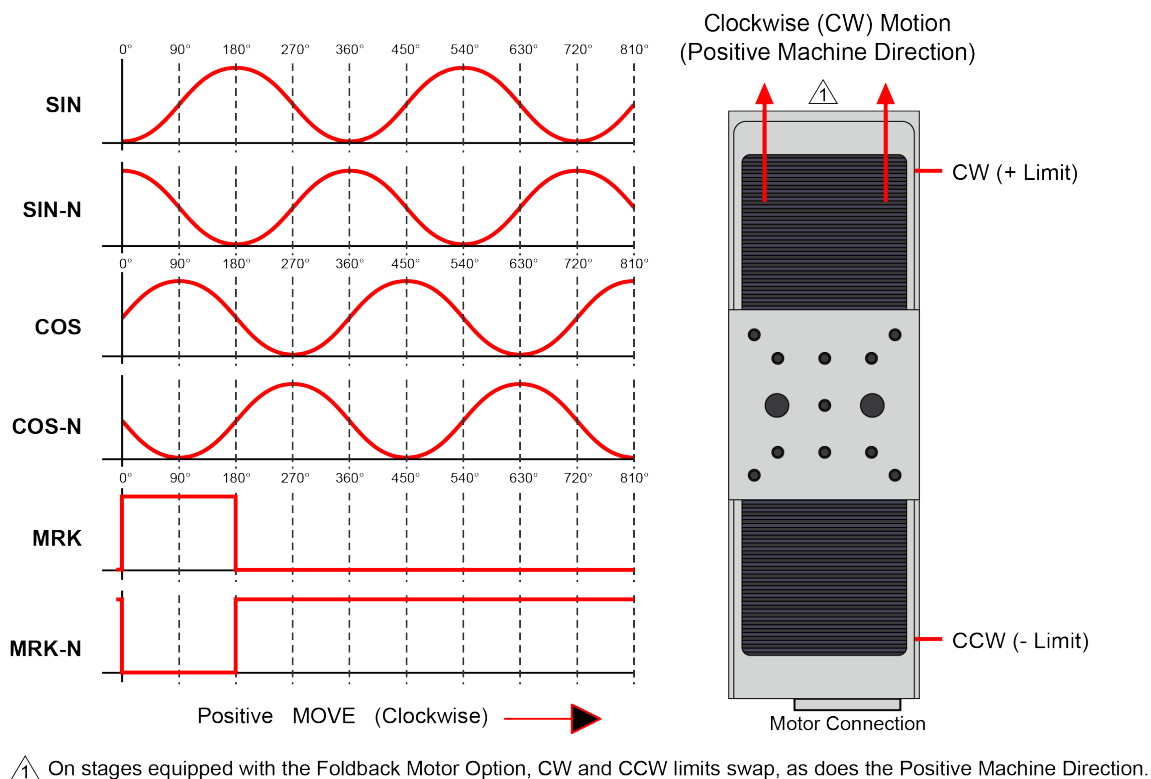 Clockwise (CW) Motion
(Positive Machine Direction)
0° 90° 180° 270° 360° 450° 540° 630° 720° 810°
SIN
1
CW (+ Limit)
SIN-N
0° 90° 180° 270° 360° 450° 540° 630° 720° 810°
COS
COS-N
0° 90° 180° 270° 360° 450° 540° 630° 720° 810°
MRK
MRK-N
CCW (- Limit)
Positive MOVE (Clockwise)
Motor Connection
1 On stages equipped with the Foldback Motor Option, CW and CCW limits swap, as does the Positive Machine Direction.